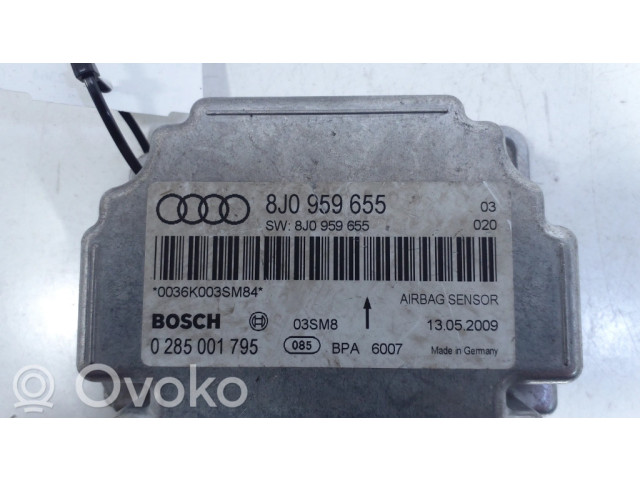 8J0 959 655 03
SW: 8J0 959 655 020
*0036K003SM84* AIRBAG SENSOR
BOSCH 03SM8 13.05.2009
0 285 001 795 085 BPA 6007 Made in Germany
OVOKO